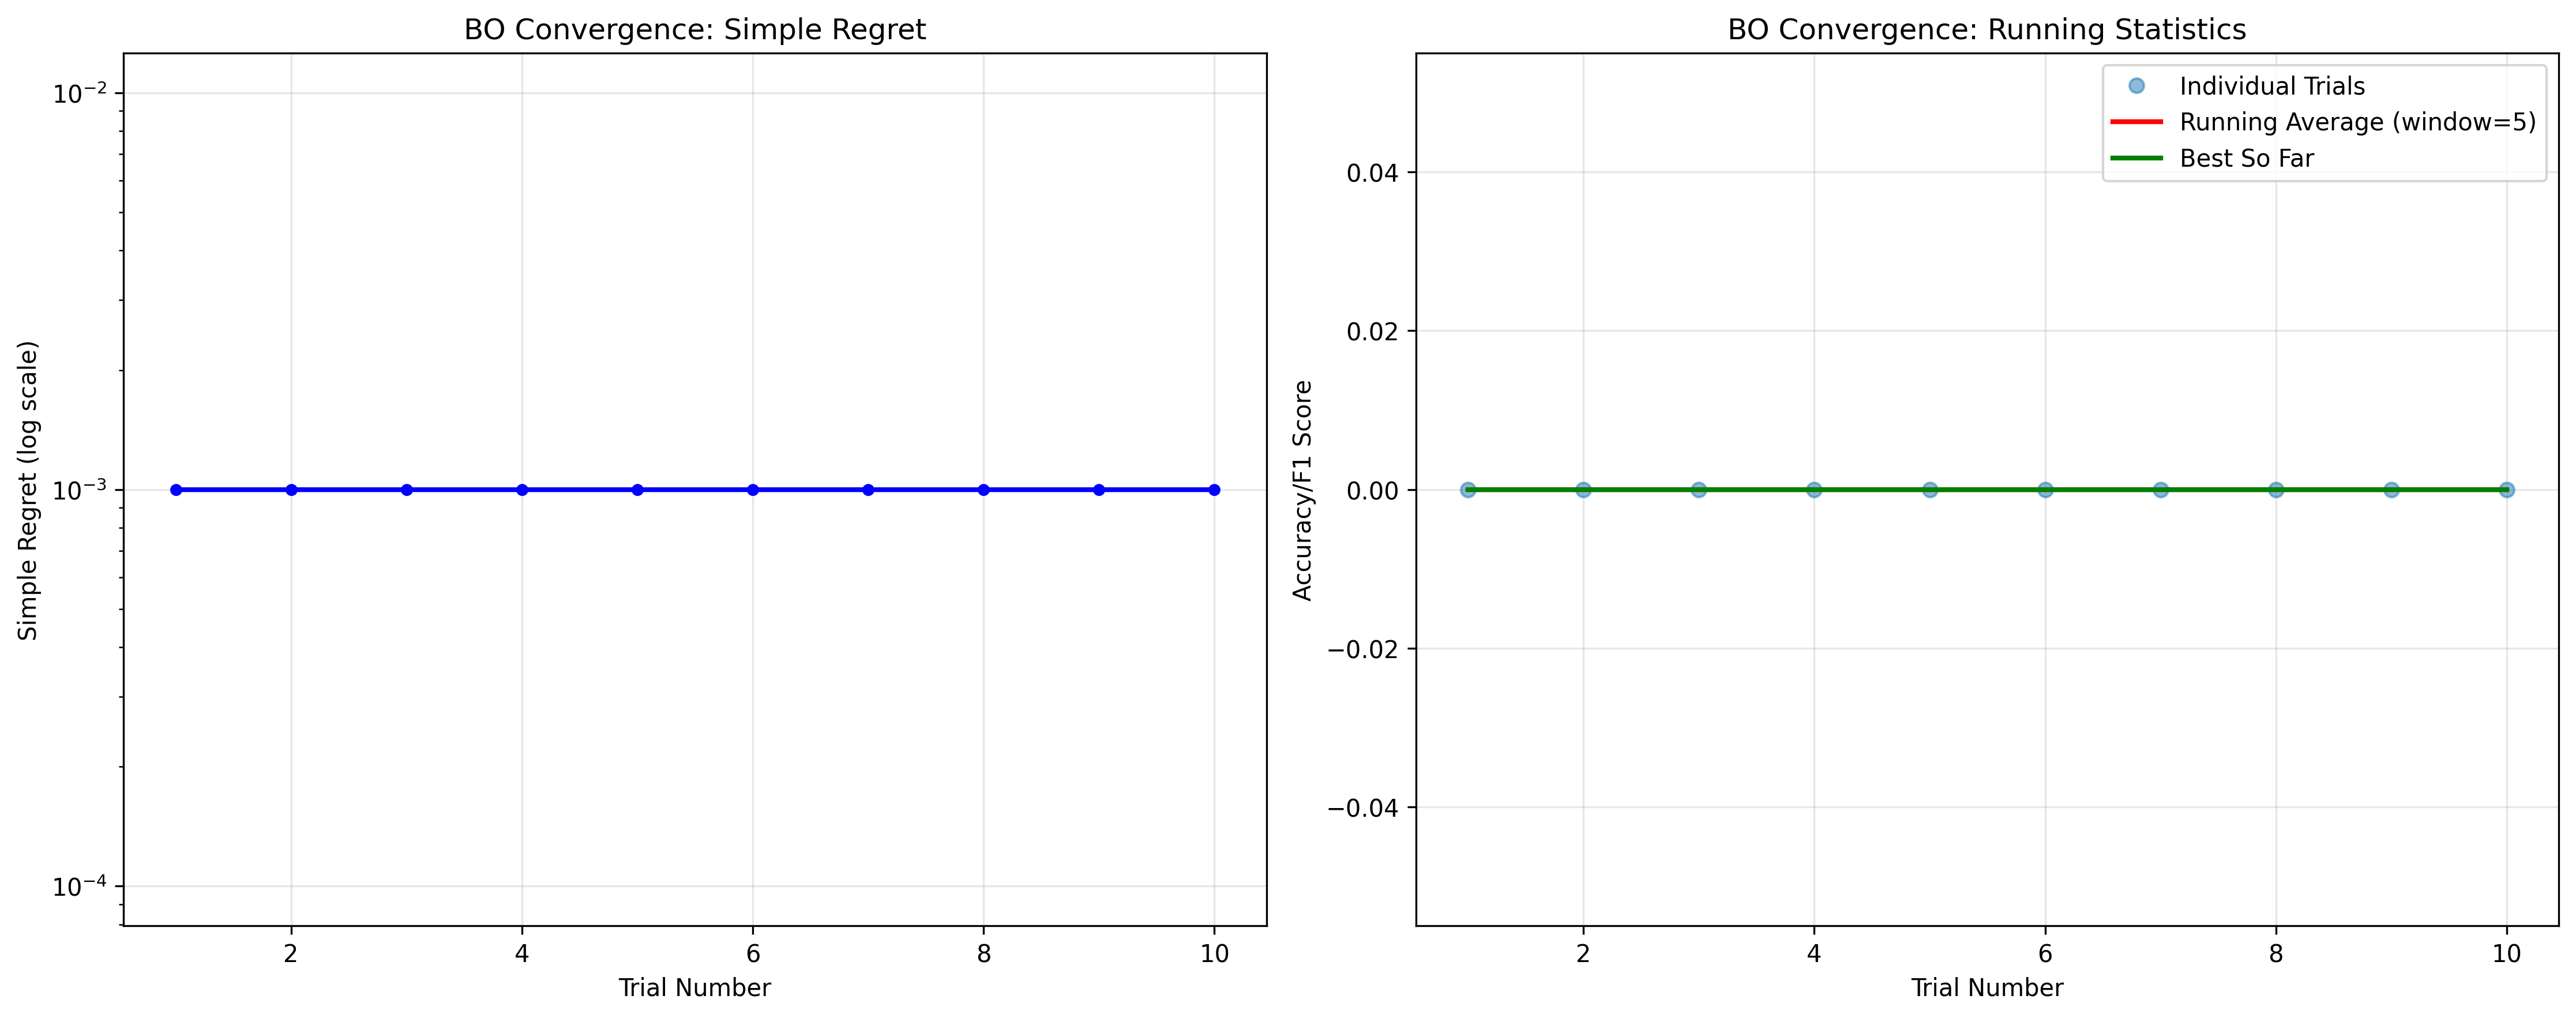 BO Convergence: Simple Regret
Simple Regret (log scale)
10⁻²
10⁻³
10⁻⁴
2 4 6 8 10
Trial Number
BO Convergence: Running Statistics
Individual Trials
Running Average (window=5)
Best So Far
Accuracy/F1 Score
0.04
0.02
0.00
−0.02
−0.04
2 4 6 8 10
Trial Number